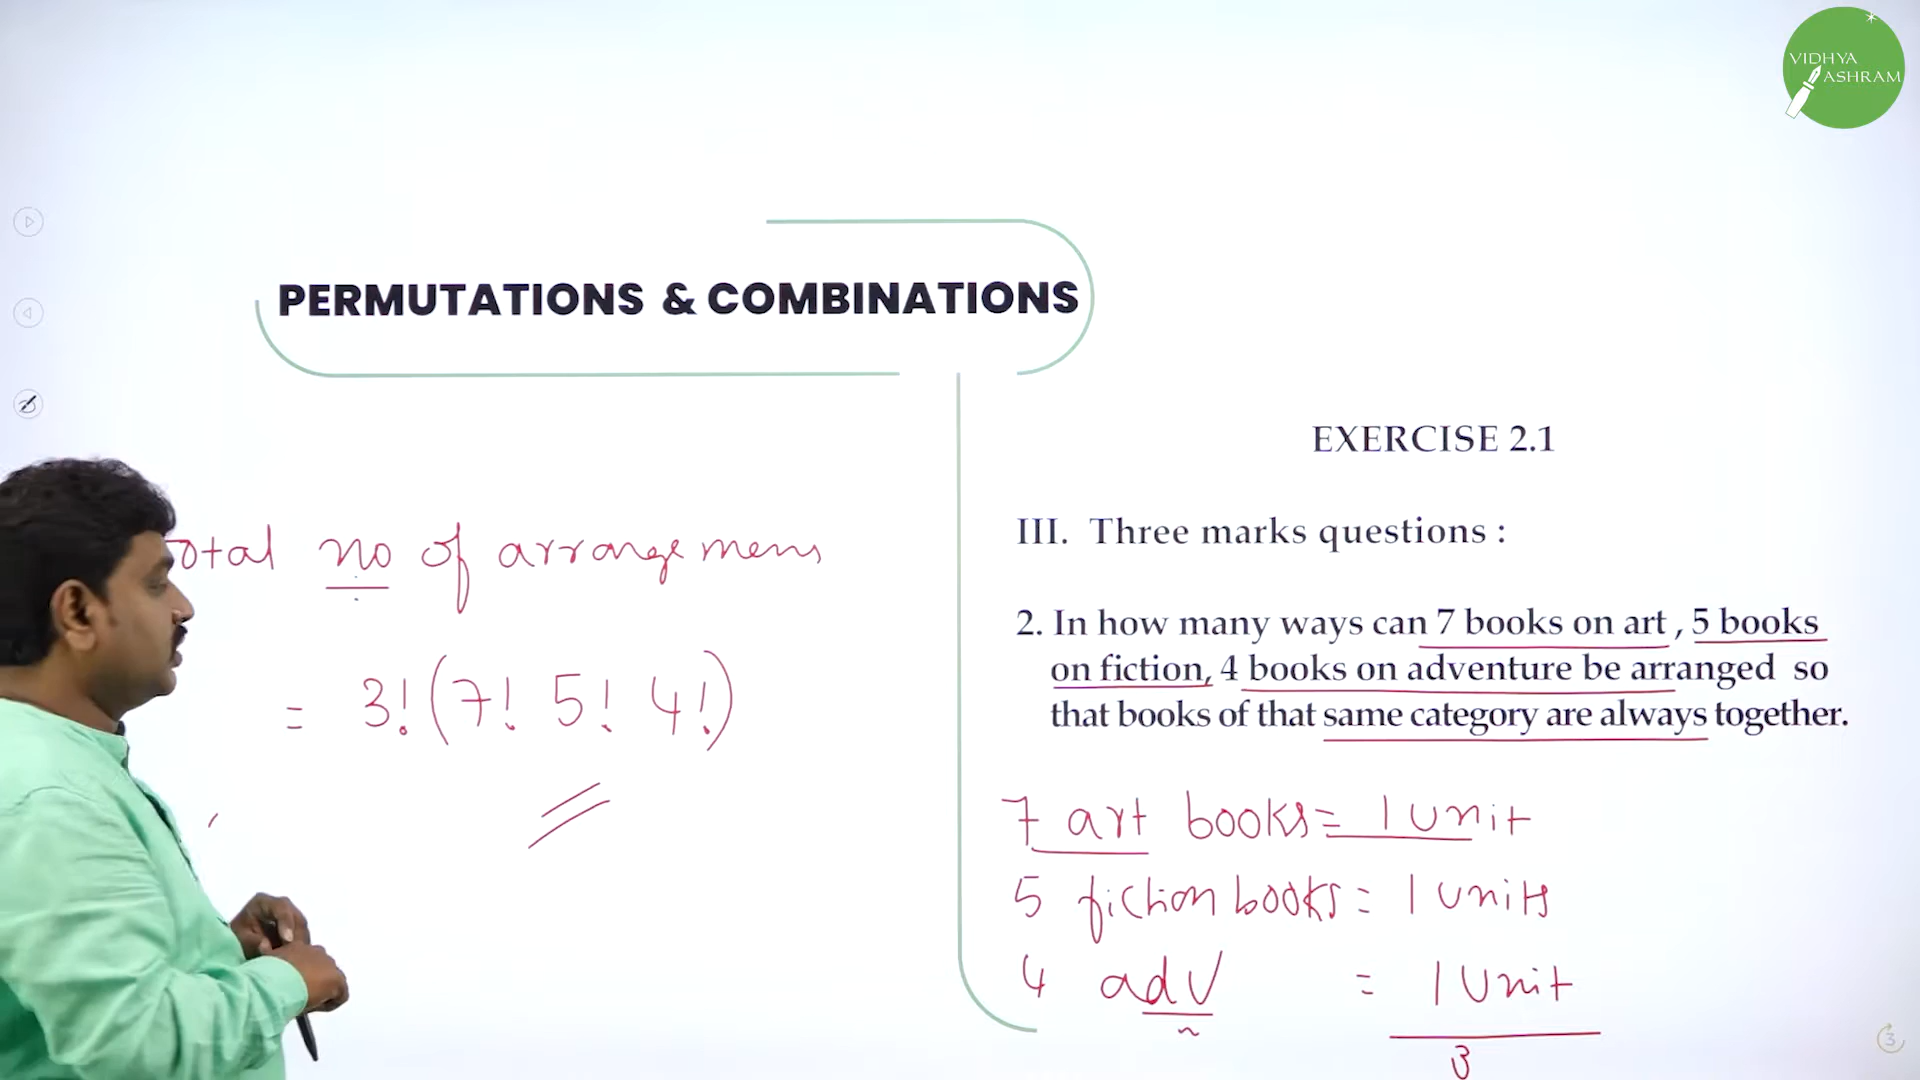 VIDHYA
ASHRAM
PERMUTATIONS & COMBINATIONS
EXERCISE 2.1
III. Three marks questions :
2. In how many ways can 7 books on art , 5 books
on fiction, 4 books on adventure be arranged so
that books of that same category are always together.
otal no of arrangemens
= 3! (7! 5! 4!)
7 art books = 1 Unit
5 fiction books = 1 Units
4 adv = 1 Unit
3
3